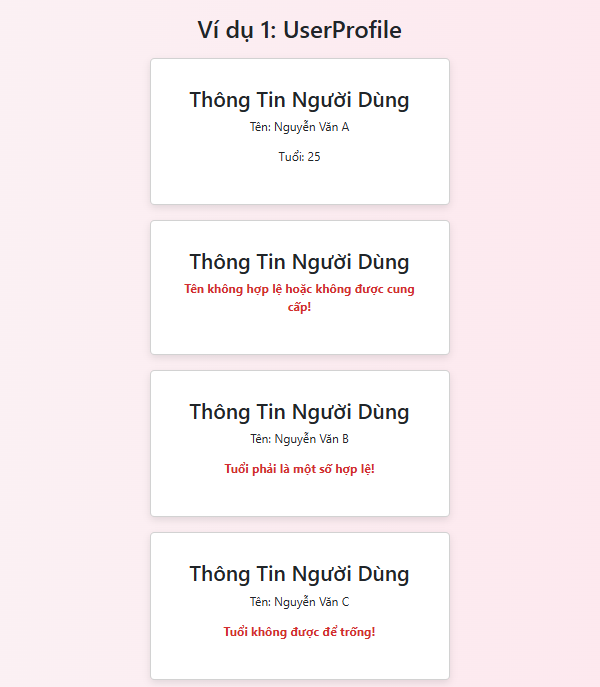 Ví dụ 1: UserProfile
Thông Tin Người Dùng
Tên: Nguyễn Văn A
Tuổi: 25
Thông Tin Người Dùng
Tên không hợp lệ hoặc không được cung
cấp!
Thông Tin Người Dùng
Tên: Nguyễn Văn B
Tuổi phải là một số hợp lệ!
Thông Tin Người Dùng
Tên: Nguyễn Văn C
Tuổi không được để trống!